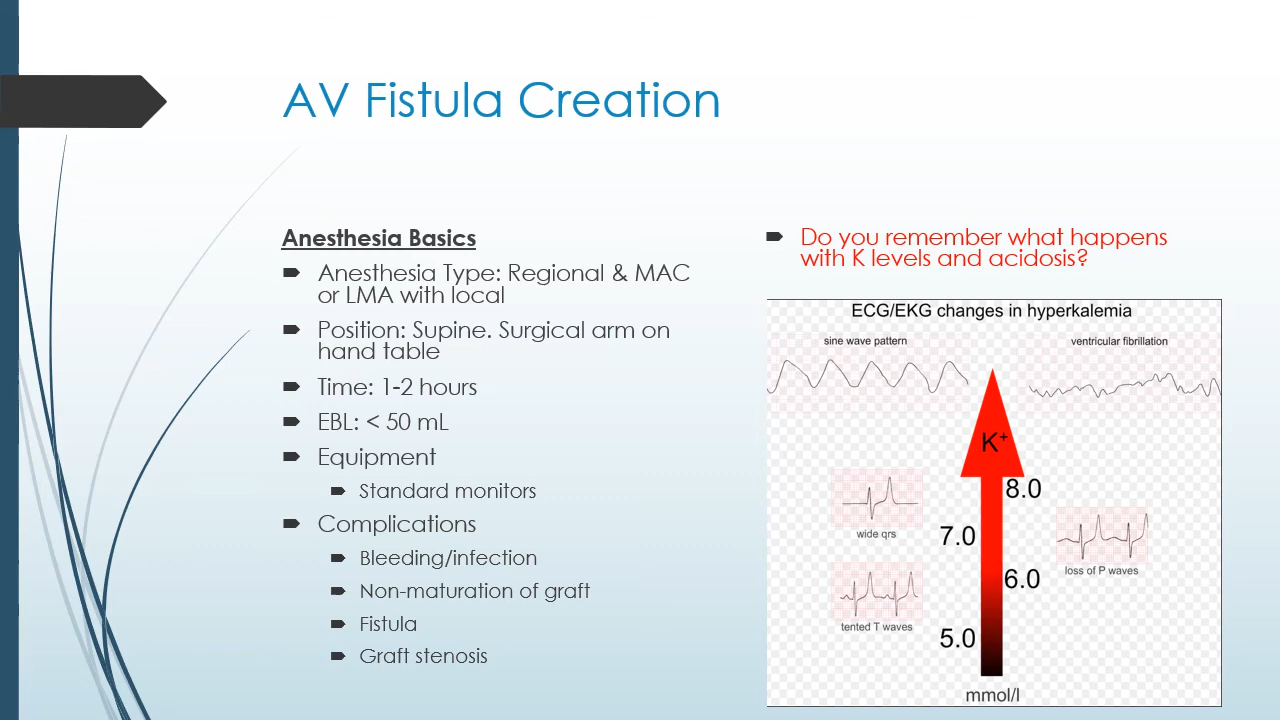 AV Fistula Creation
Anesthesia Basics
Anesthesia Type: Regional & MAC
or LMA with local
Position: Supine. Surgical arm on
hand table
Time: 1-2 hours
EBL: < 50 mL
Equipment
Standard monitors
Complications
Bleeding/infection
Non-maturation of graft
Fistula
Graft stenosis
Do you remember what happens
with K levels and acidosis?
ECG/EKG changes in hyperkalemia
sine wave pattern
ventricular fibrillation
K+
8.0
wide qrs
7.0
loss of P waves
6.0
tented T waves
5.0
mmol/l